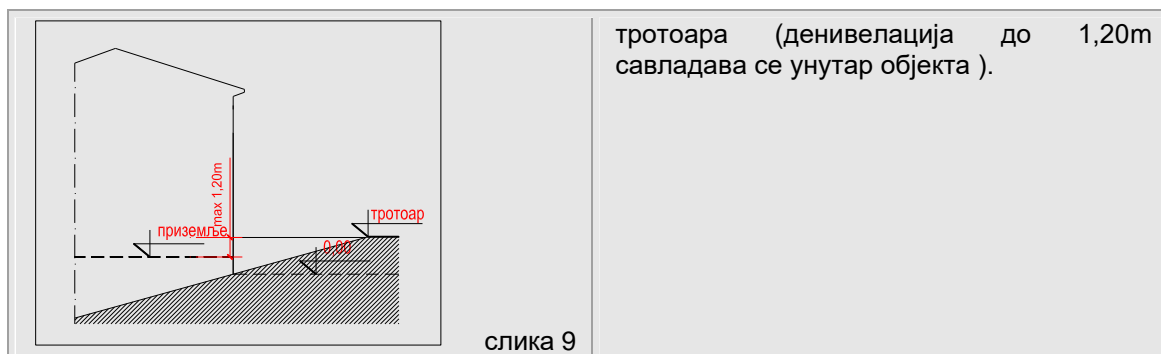 тротоара (денивелација до 1,20m
савладава се унутар објекта ).
max 1,20m
тротоар
приземље
0,00
слика 9